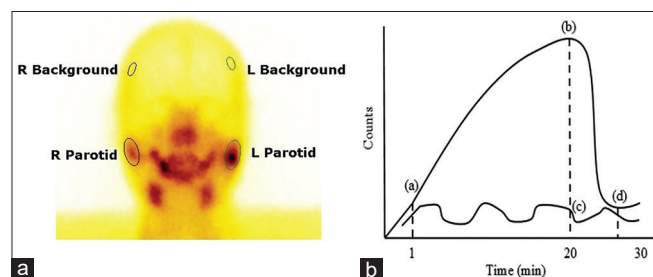 R Background
L Background
R Parotid
L Parotid
a
Counts
(a)
(b)
(c)
(d)
1
20
30
Time (min)
b